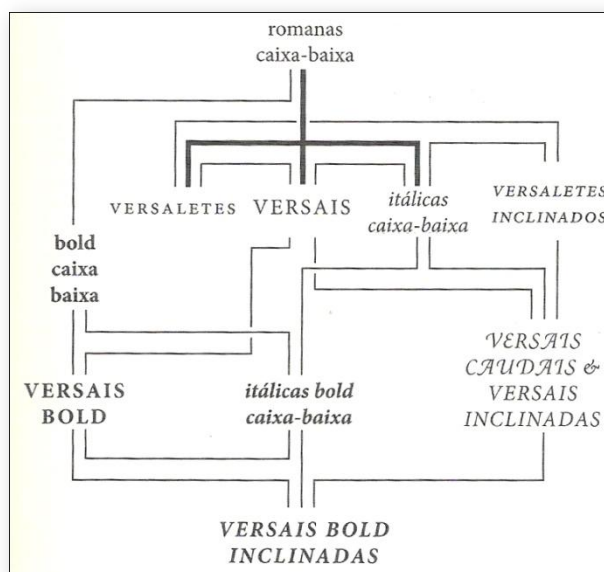 romanas
caixa-baixa
VERSALETES
VERSAIS
itálicas
caixa-baixa
VERSALETES
INCLINADOS
bold
caixa
baixa
VERSAIS
BOLD
itálicas bold
caixa-baixa
VERSAIS
CAUDAIS &
VERSAIS
INCLINADAS
VERSAIS BOLD
INCLINADAS